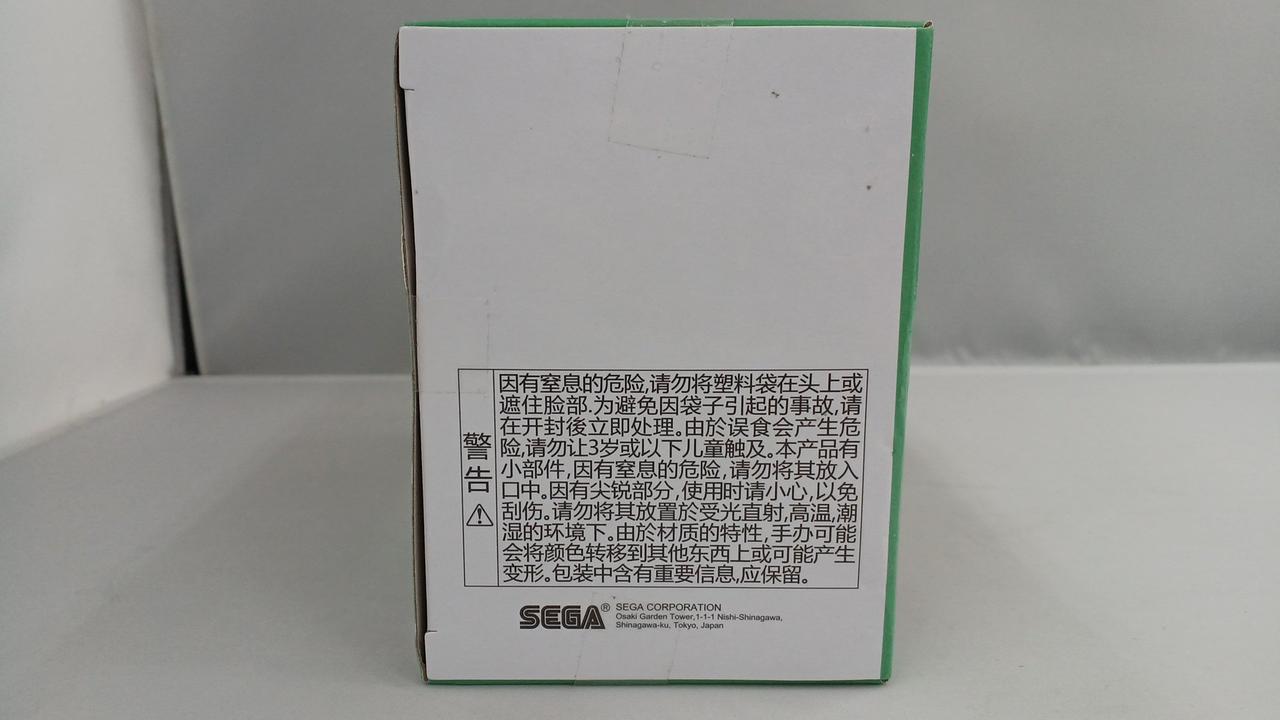 警告
因有窒息的危险,请勿将塑料袋在头上或
遮住脸部.为避免因袋子引起的事故,请
在开封後立即处理。由於误食会产生危
险,请勿让3岁或以下儿童触及。本产品有
小部件,因有窒息的危险,请勿将其放入
口中。因有尖锐部分,使用时请小心,以免
刮伤。请勿将其放置於受光直射,高温,潮
湿的环境下。由於材质的特性,手办可能
会将颜色转移到其他东西上或可能产生
变形。包装中含有重要信息,应保留。
SEGA® SEGA CORPORATION
Osaki Garden Tower,1-1-1 Nishi-Shinagawa,
Shinagawa-ku, Tokyo, Japan